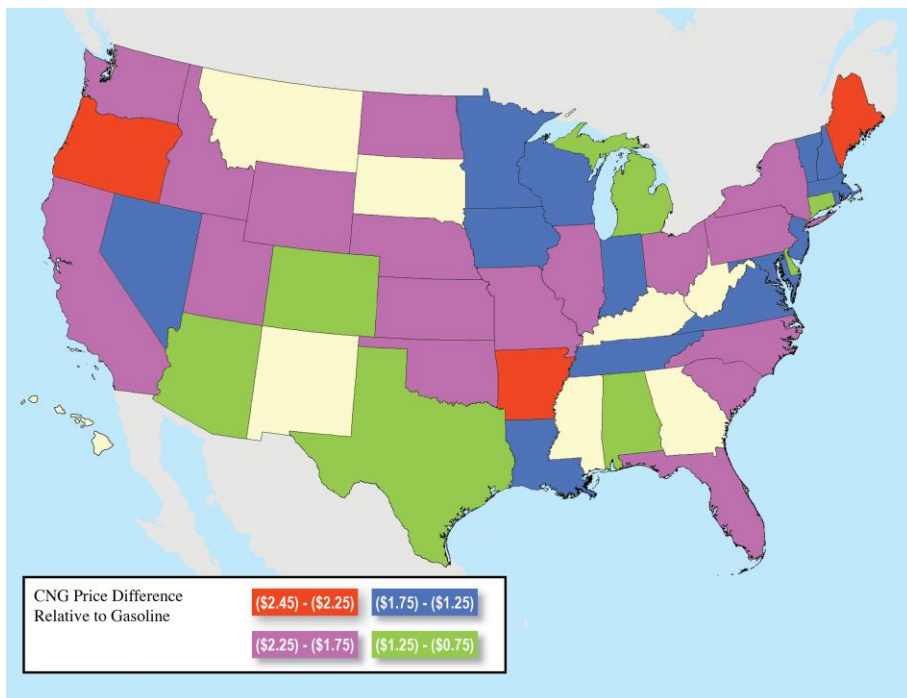 CNG Price Difference
Relative to Gasoline
($2.45) - ($2.25)
($1.75) - ($1.25)
($2.25) - ($1.75)
($1.25) - ($0.75)